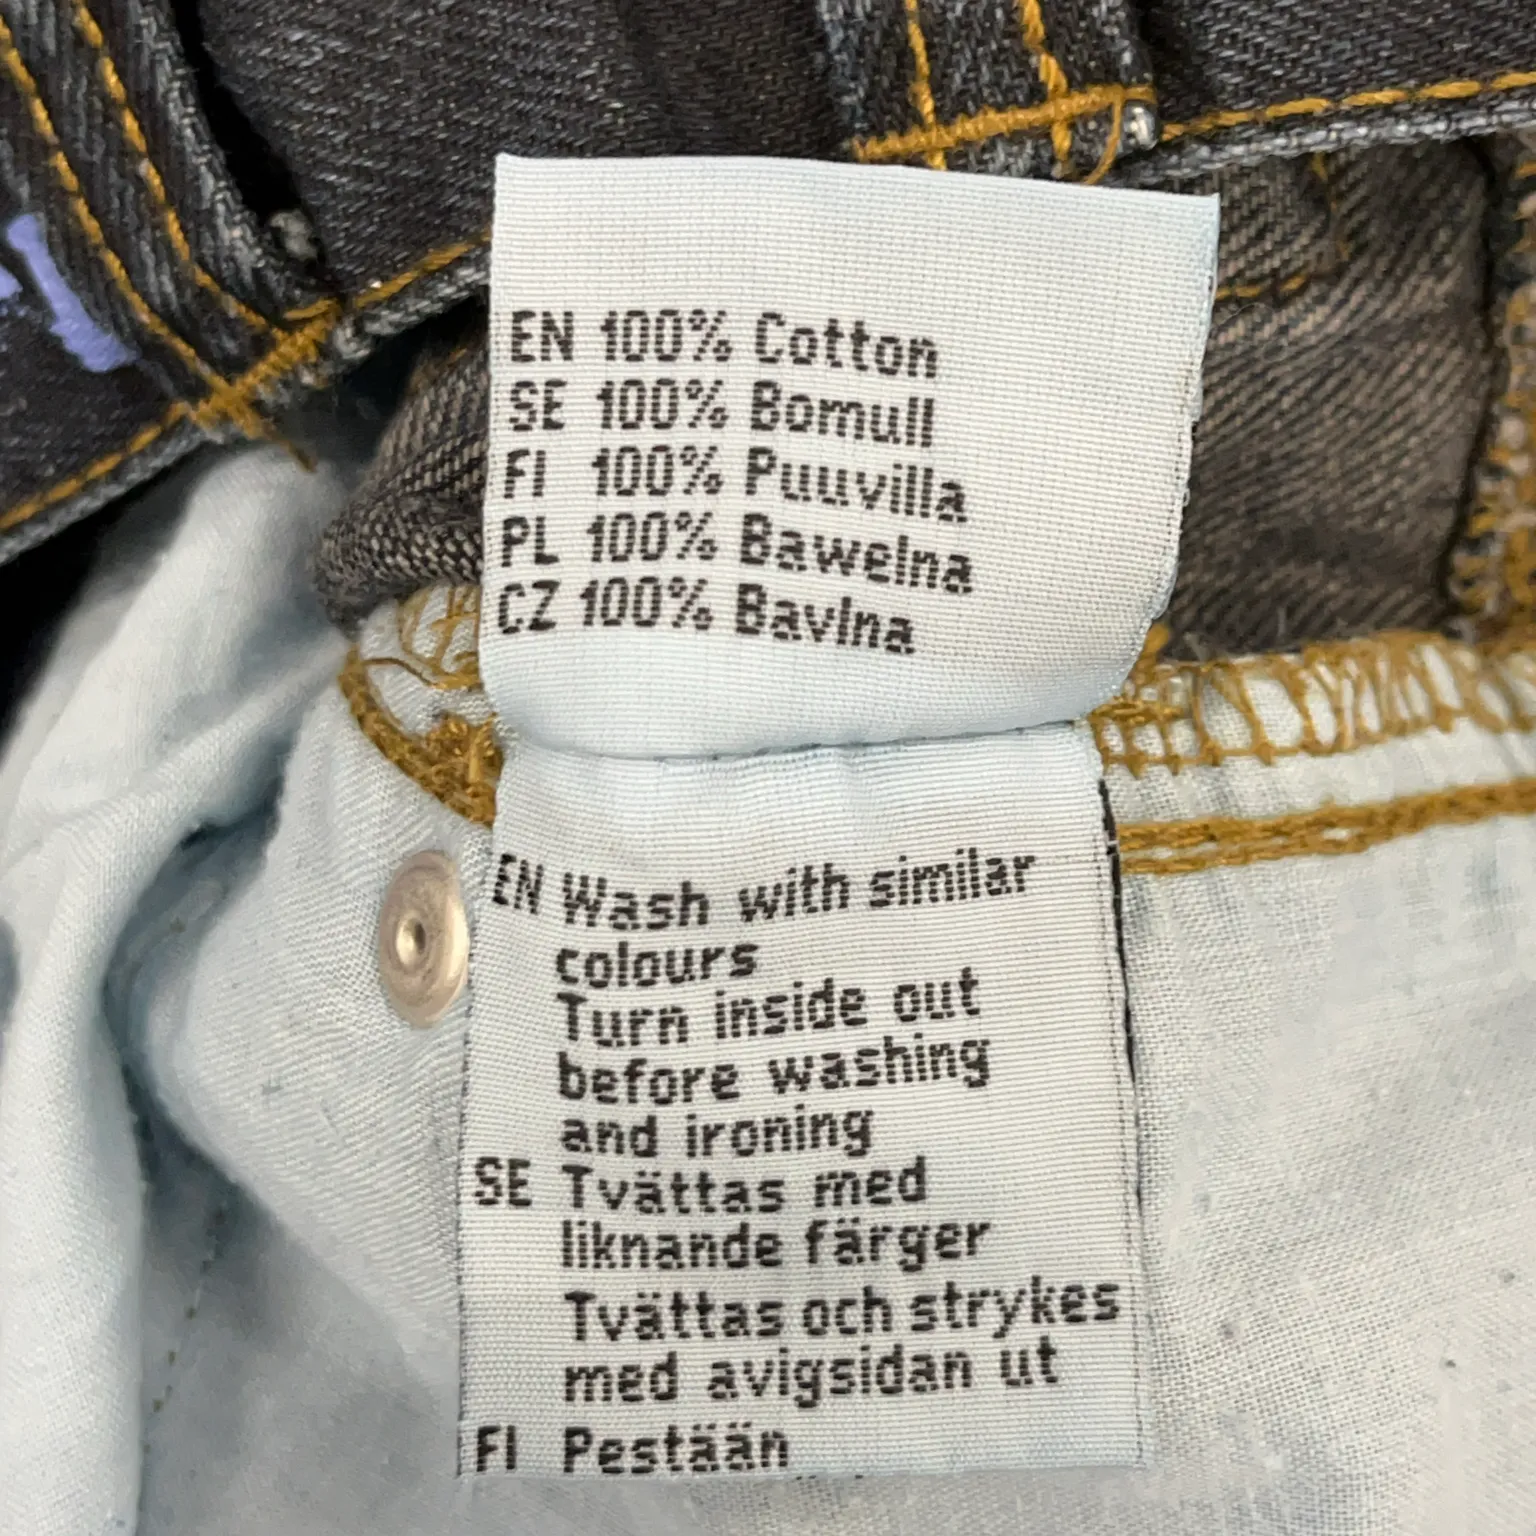 EN 100% Cotton
SE 100% Bomull
FI 100% Puuvilla
PL 100% Bawelna
CZ 100% Bavlna
EN Wash with similar
colours
Turn inside out
before washing
and ironing
SE Tvättas med
liknande färger
Tvättas och strykes
med avigsidan ut
FI Pestään